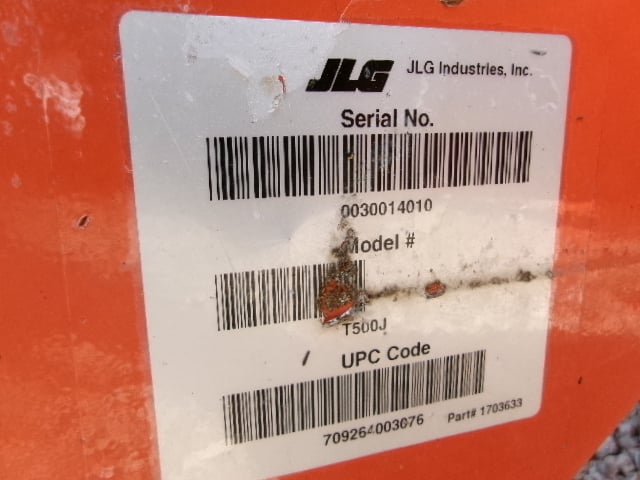 JLG JLG Industries, Inc.
Serial No.
0030014010
Model #
T500J
UPC Code
709264003076 Part# 1703633